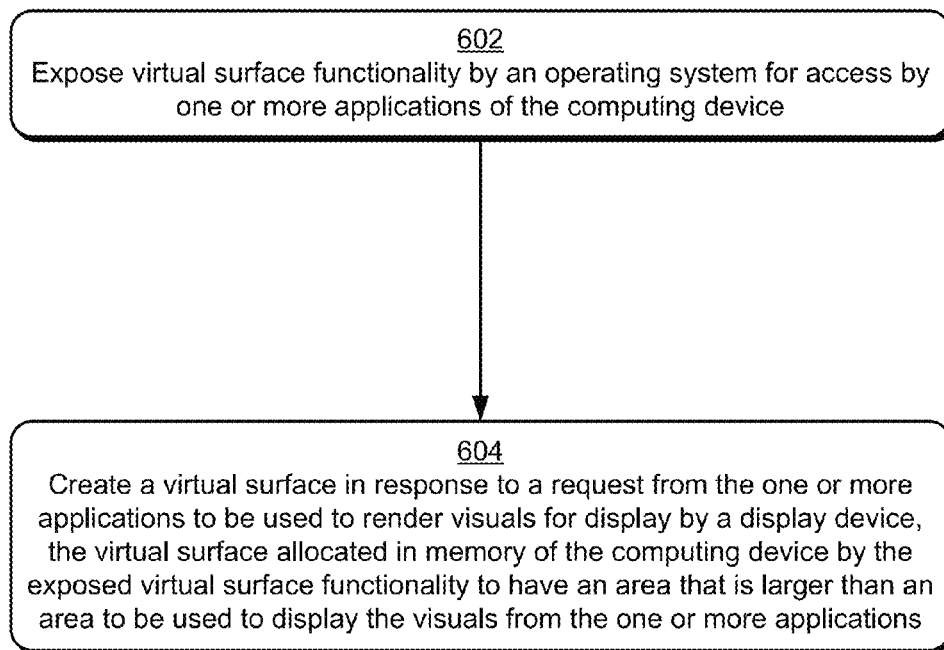 602
Expose virtual surface functionality by an operating system for access by
one or more applications of the computing device
604
Create a virtual surface in response to a request from the one or more
applications to be used to render visuals for display by a display device,
the virtual surface allocated in memory of the computing device by the
exposed virtual surface functionality to have an area that is larger than an
area to be used to display the visuals from the one or more applications